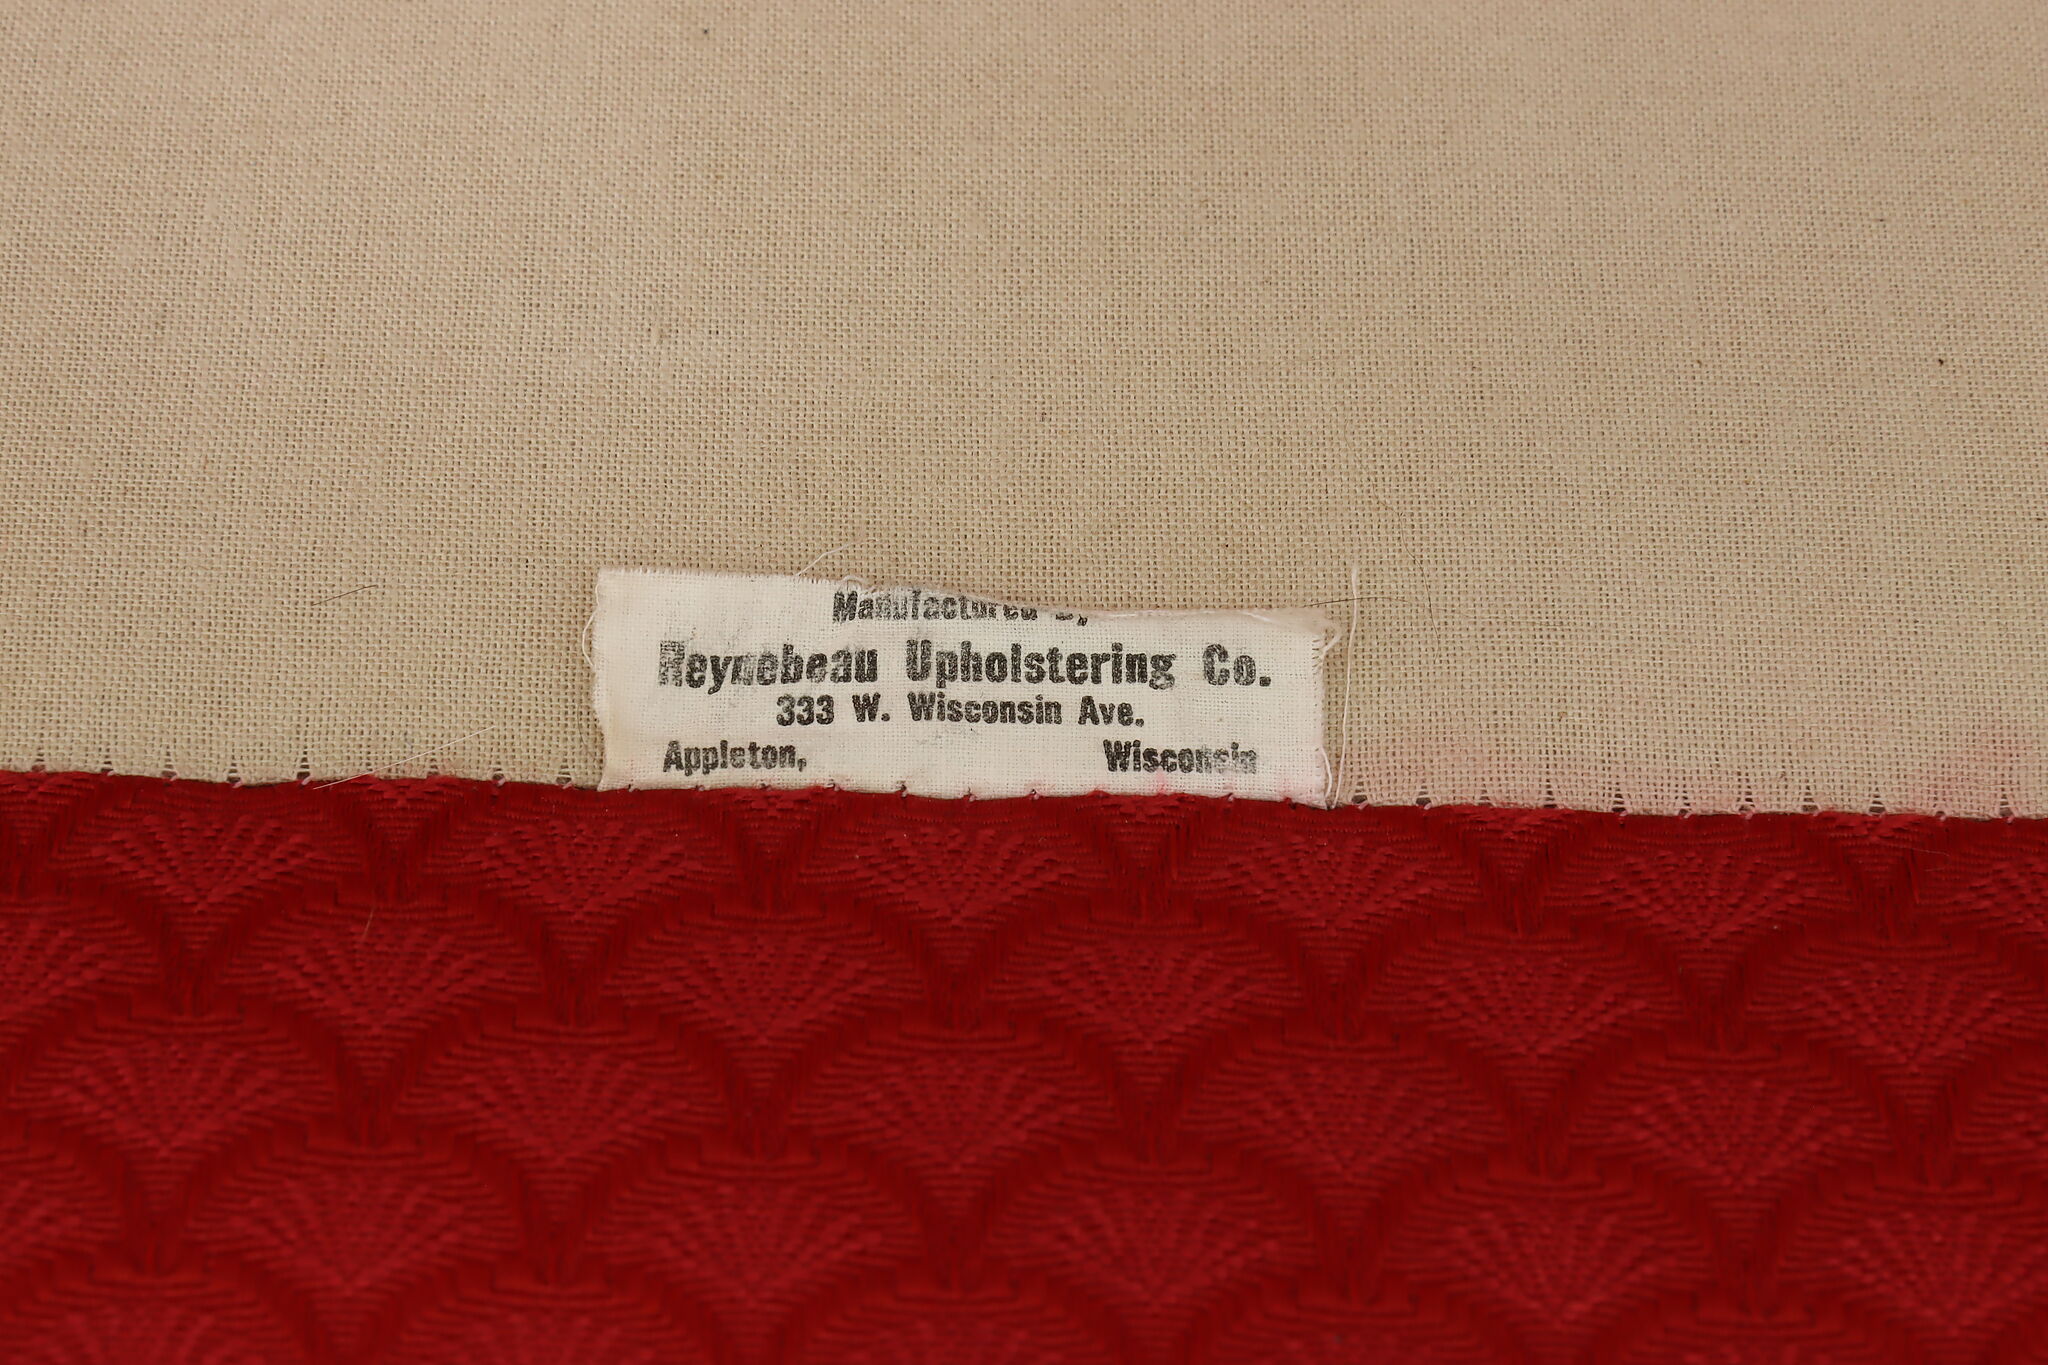 Manufactured By
Reynebeau Upholstering Co.
333 W. Wisconsin Ave.
Appleton, Wisconsin